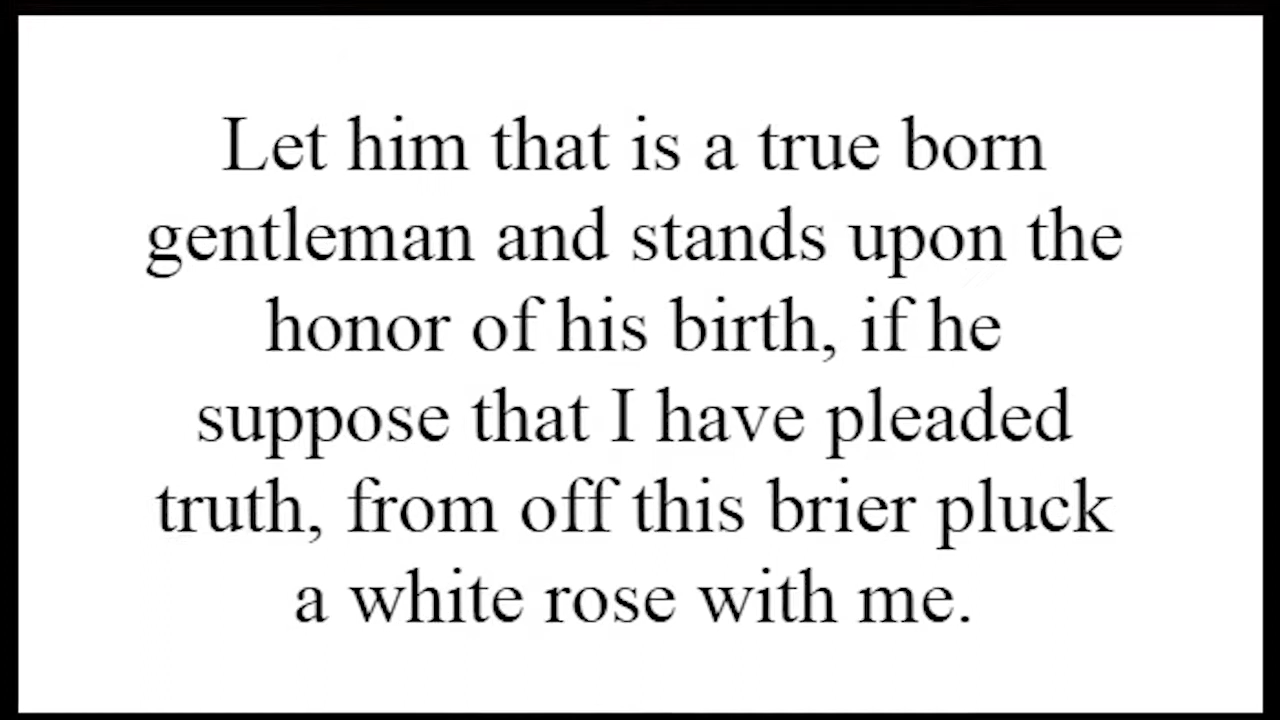 Let him that is a true born
gentleman and stands upon the
honor of his birth, if he
suppose that I have pleaded
truth, from off this brier pluck
a white rose with me.